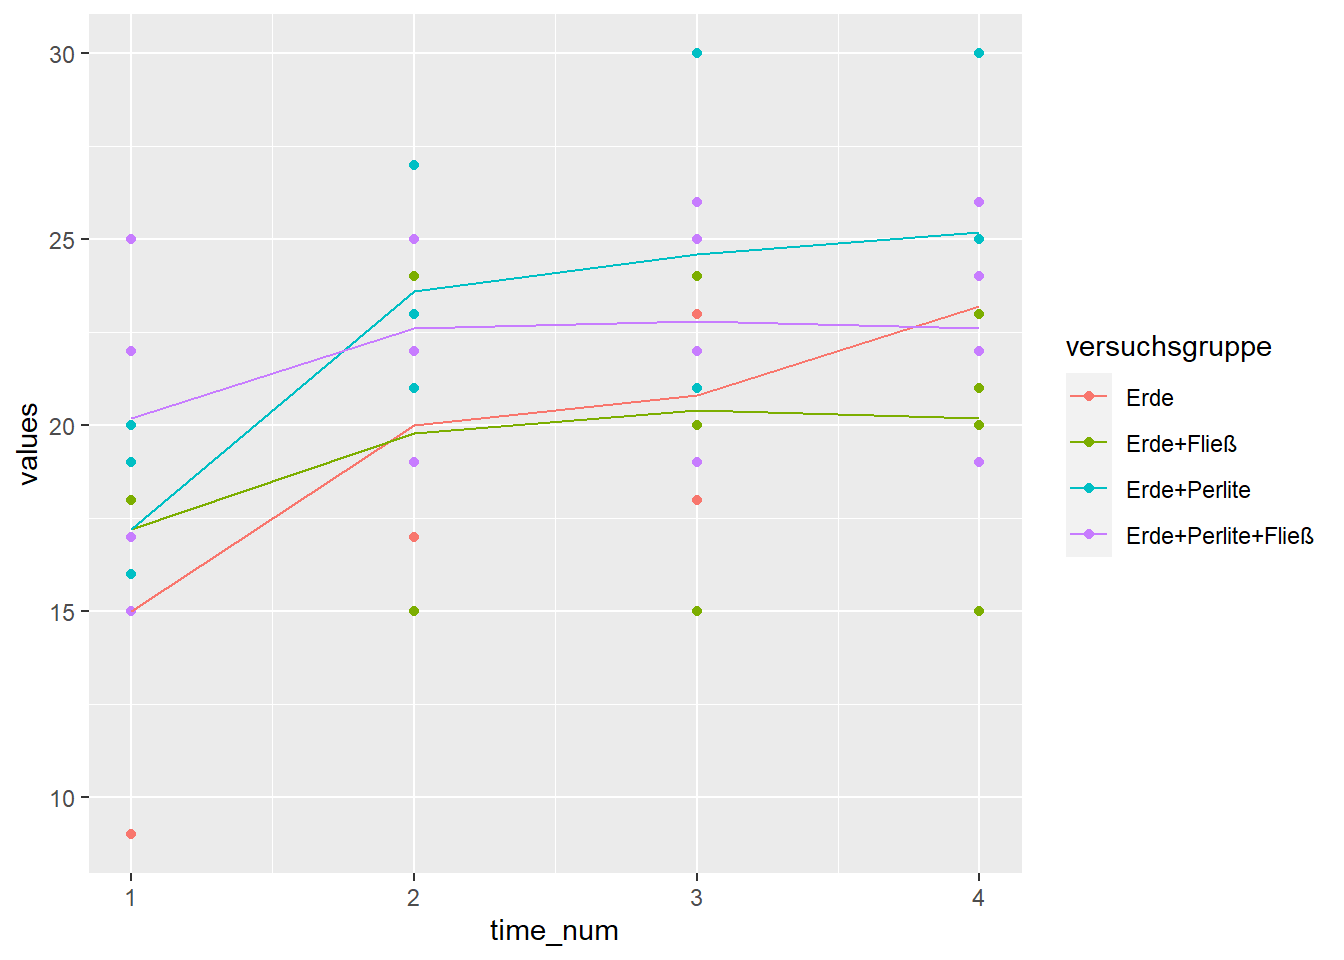 30
25
20
15
10
values
1 2 3 4
time_num
versuchsgruppe
Erde
Erde+Fließ
Erde+Perlite
Erde+Perlite+Fließ